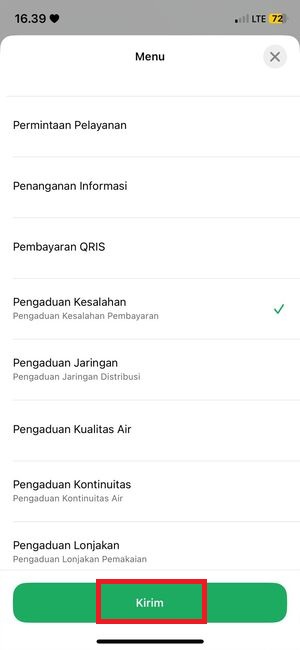 16.39
LTE 72
Menu
Permintaan Pelayanan
Penanganan Informasi
Pembayaran QRIS
Pengaduan Kesalahan
Pengaduan Kesalahan Pembayaran
Pengaduan Jaringan
Pengaduan Jaringan Distribusi
Pengaduan Kualitas Air
Pengaduan Kontinuitas
Pengaduan Kontinuitas Air
Pengaduan Lonjakan
Pengaduan Lonjakan Pemakaian
Kirim